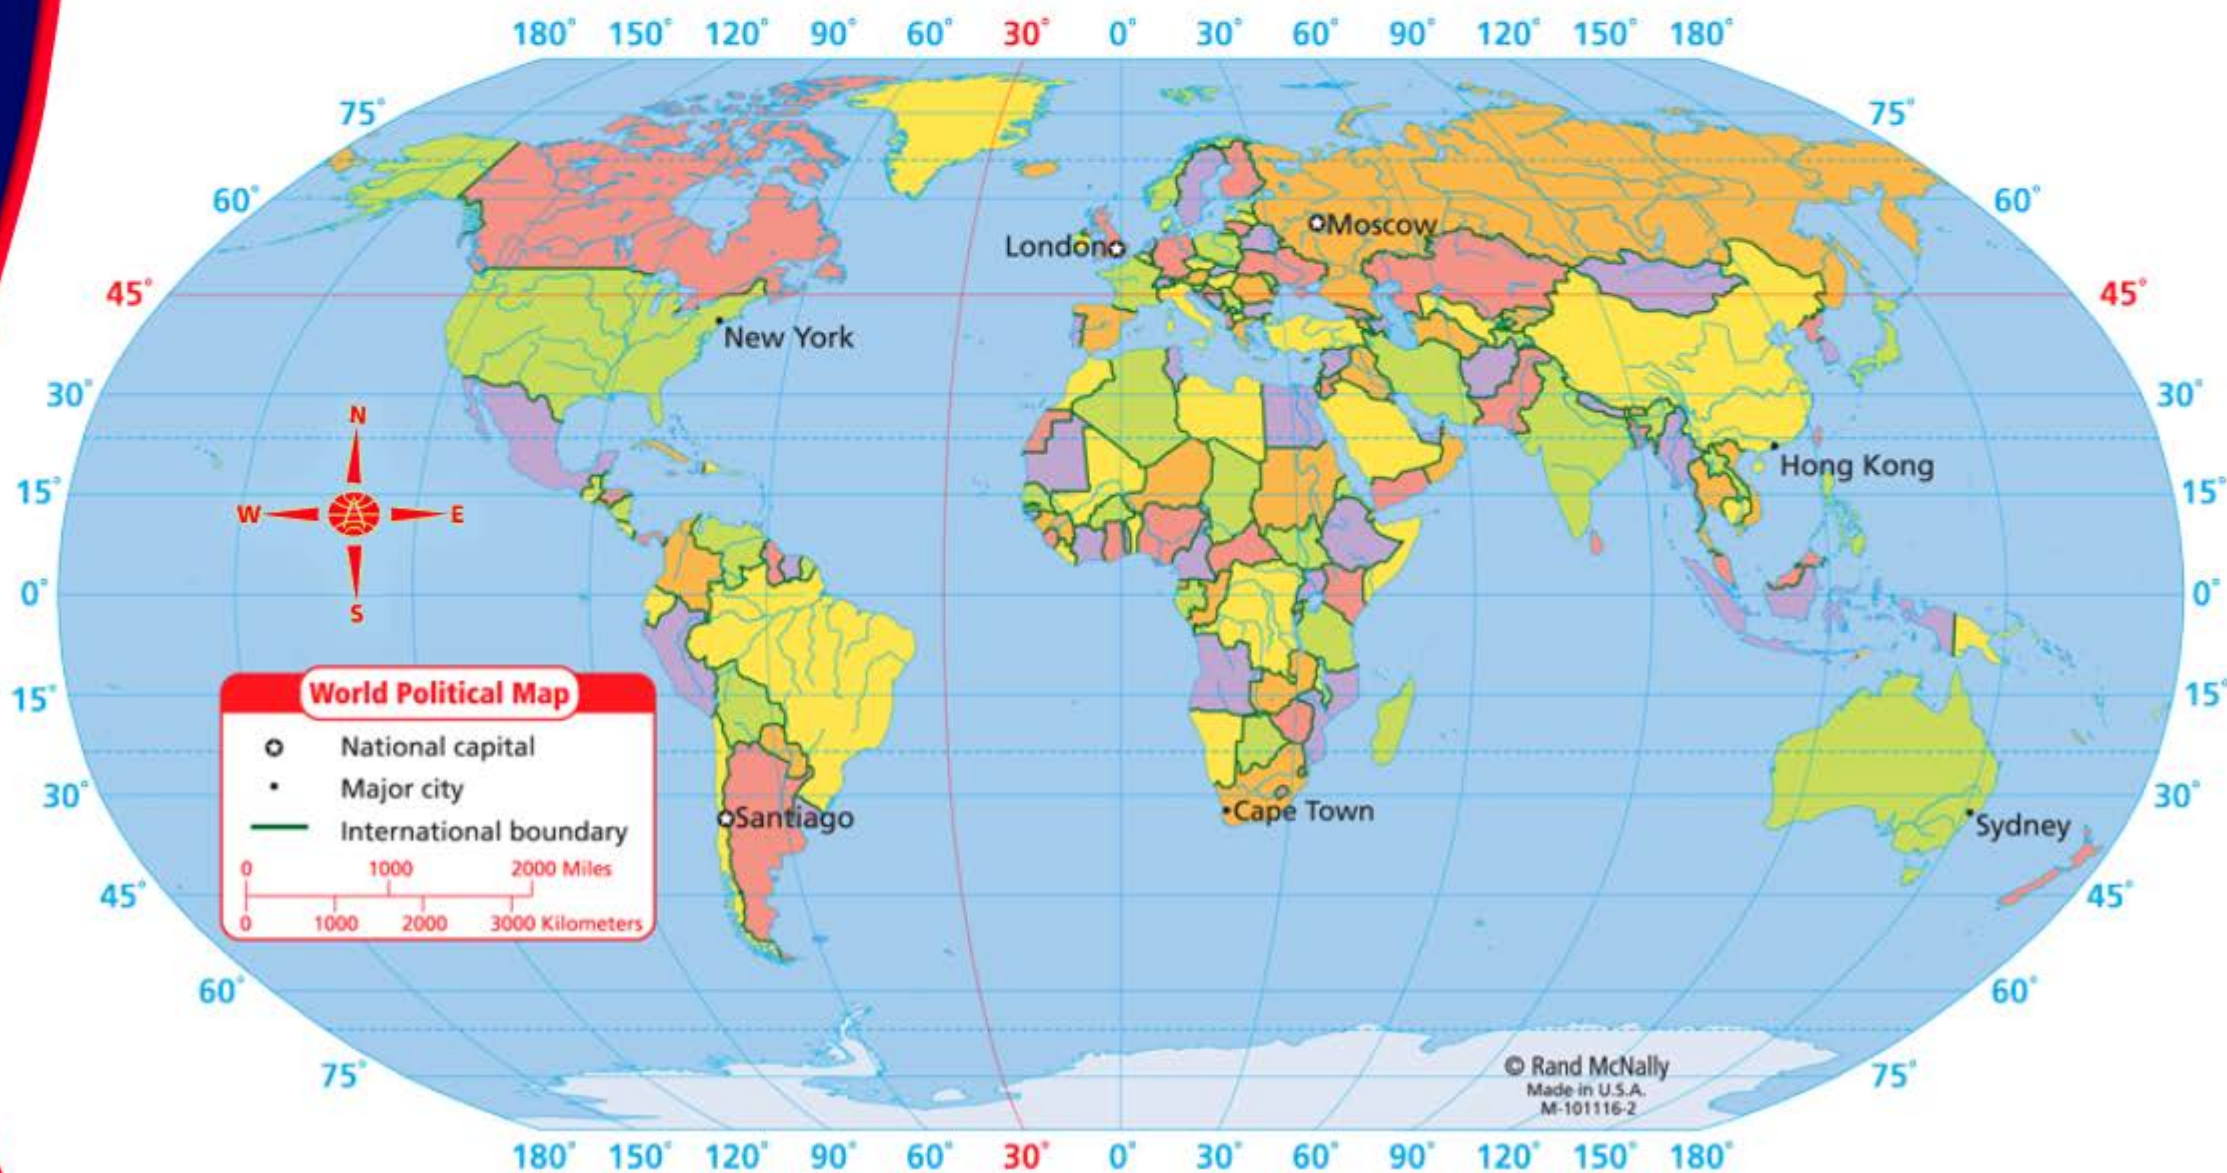 180° 150° 120° 90° 60° 30° 0° 30° 60° 90° 120° 150° 180°
75° 75°
60° 60°
Moscow
London
45° 45°
New York
30° 30°
N
Hong Kong
15° 15°
W E
0° 0°
S
World Political Map
15° 15°
National capital
Major city
30° 30°
Cape Town
Santiago
Sydney
International boundary
0 1000 2000 Miles
45° 45°
0 1000 2000 3000 Kilometers
60° 60°
© Rand McNally
75° 75°
Made in U.S.A.
M-101116-2
180° 150° 120° 90° 60° 30° 0° 30° 60° 90° 120° 150° 180°